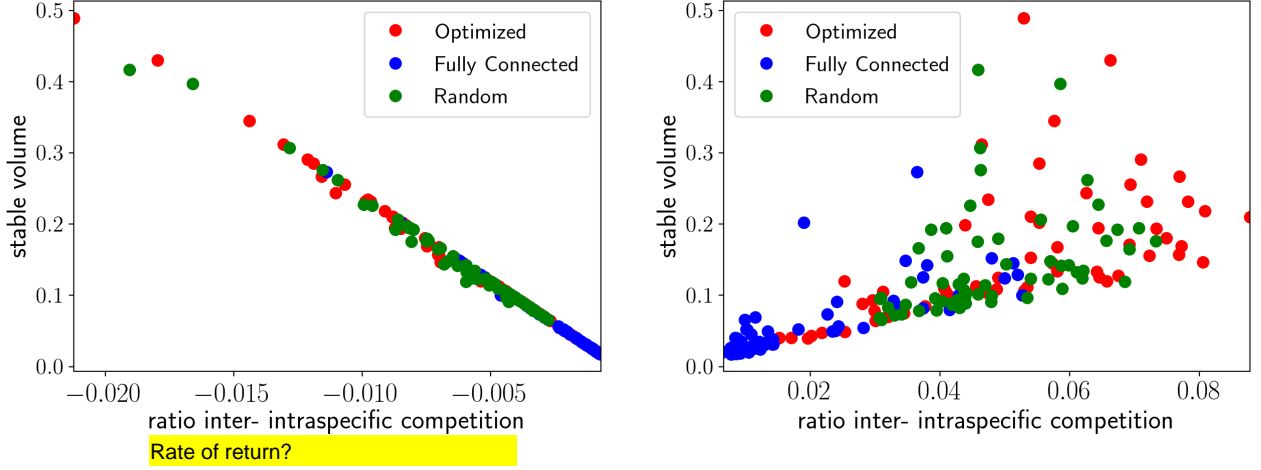 0.5
0.4
0.3
0.2
0.1
0.0
stable volume
Optimized
Fully Connected
Random
−0.020 −0.015 −0.010 −0.005
ratio inter- intraspecific competition
Rate of return?
0.5
0.4
0.3
0.2
0.1
0.0
stable volume
Optimized
Fully Connected
Random
0.02 0.04 0.06 0.08
ratio inter- intraspecific competition